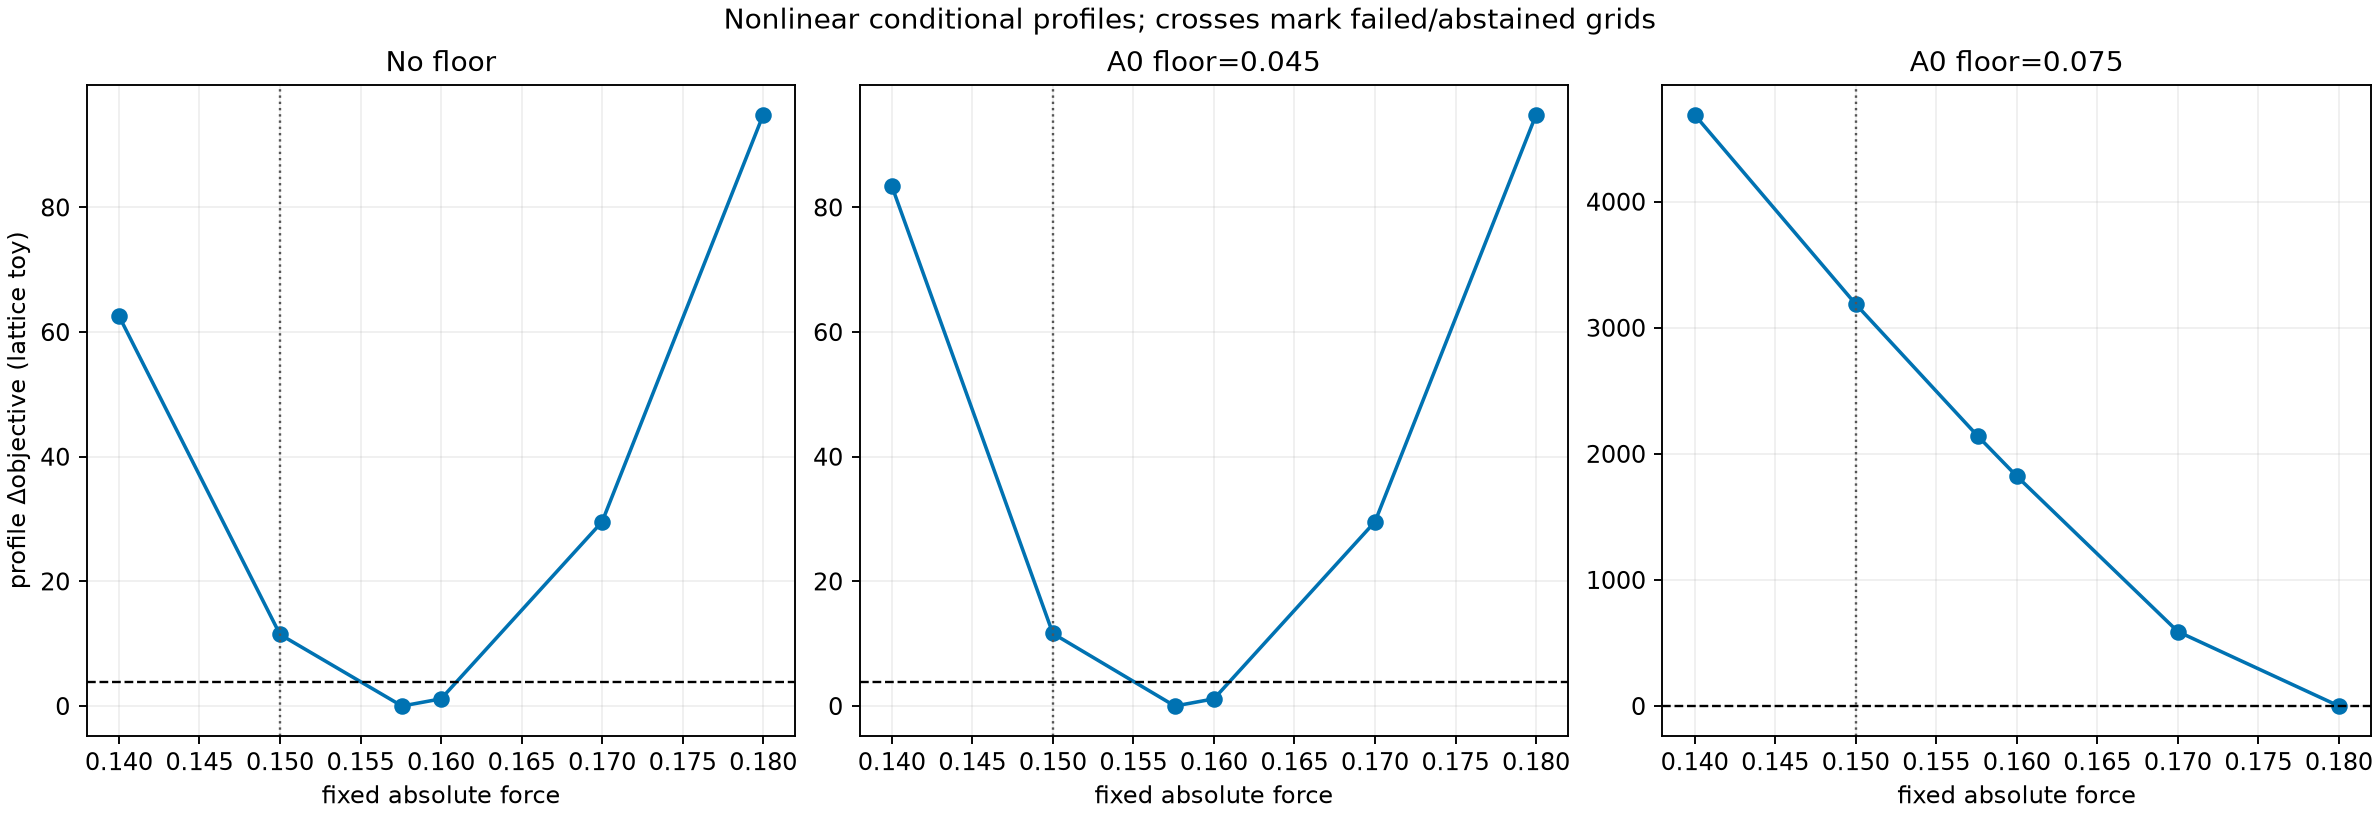 Nonlinear conditional profiles; crosses mark failed/abstained grids
No floor
profile Δobjective (lattice toy)
80
60
40
20
0
0.140 0.145 0.150 0.155 0.160 0.165 0.170 0.175 0.180
fixed absolute force
A0 floor=0.045
80
60
40
20
0
0.140 0.145 0.150 0.155 0.160 0.165 0.170 0.175 0.180
fixed absolute force
A0 floor=0.075
4000
3000
2000
1000
0
0.140 0.145 0.150 0.155 0.160 0.165 0.170 0.175 0.180
fixed absolute force